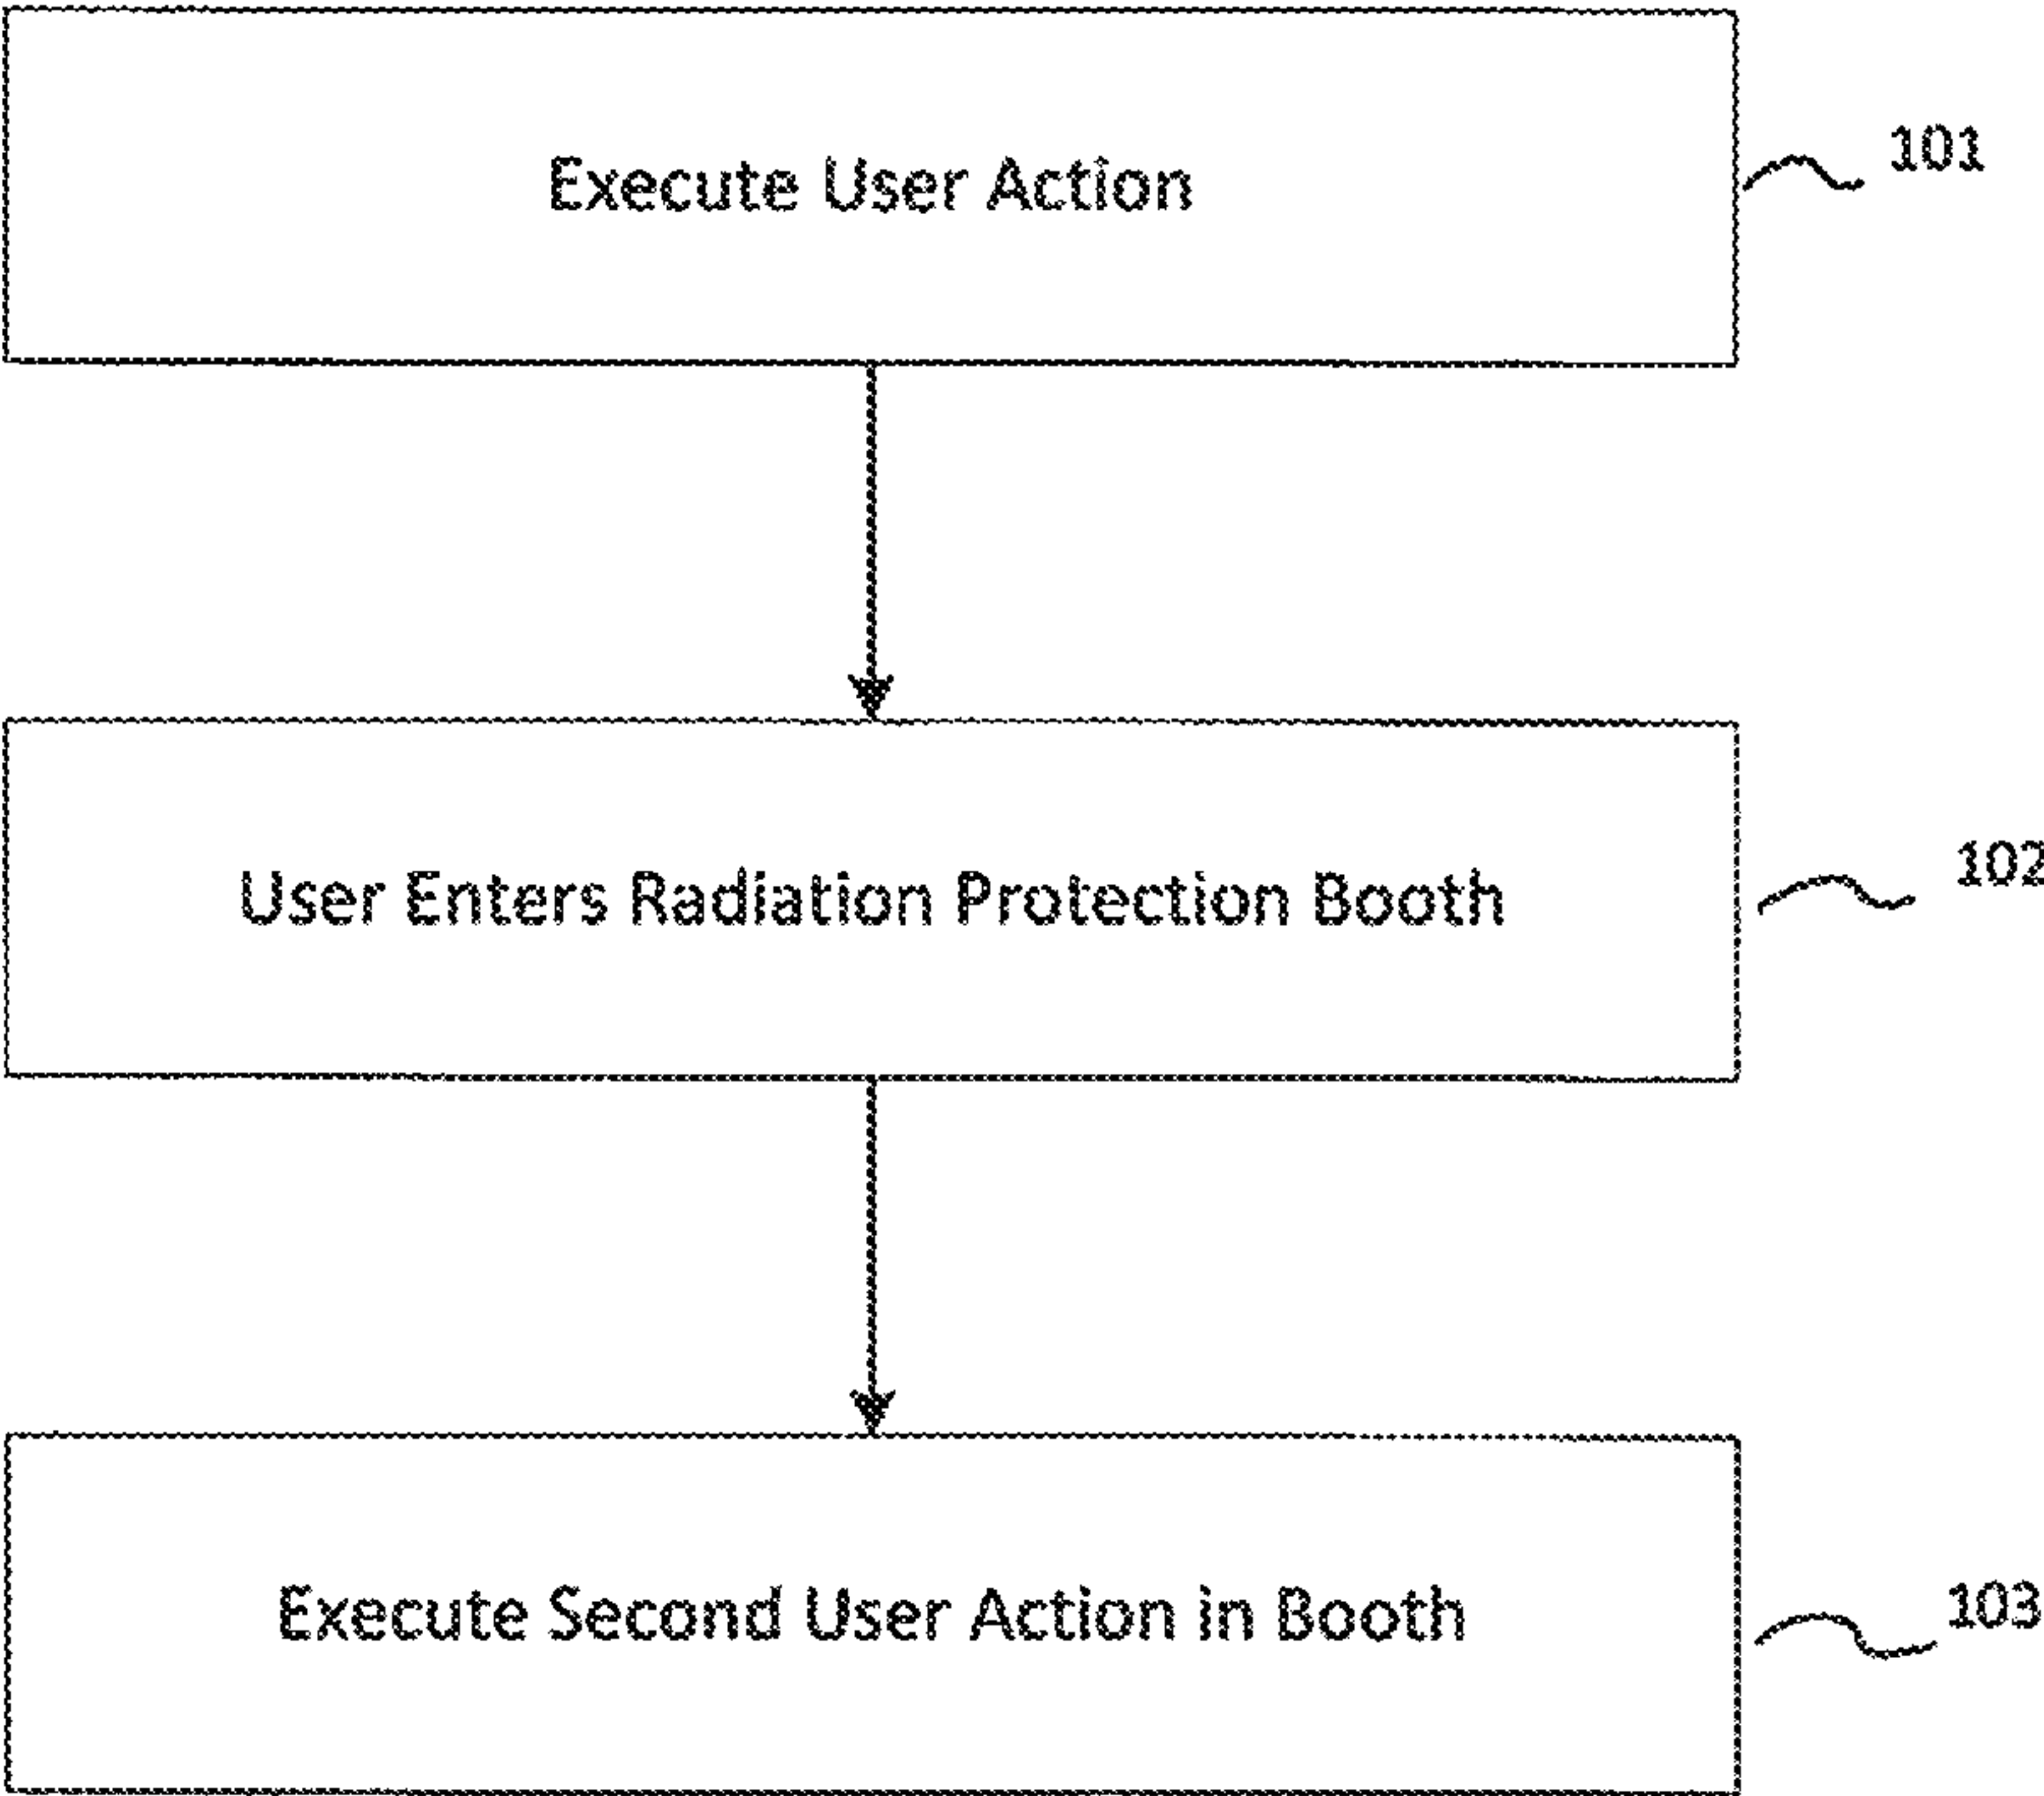 Execute User Action
101
User Enters Radiation Protection Booth
102
Execute Second User Action in Booth
103